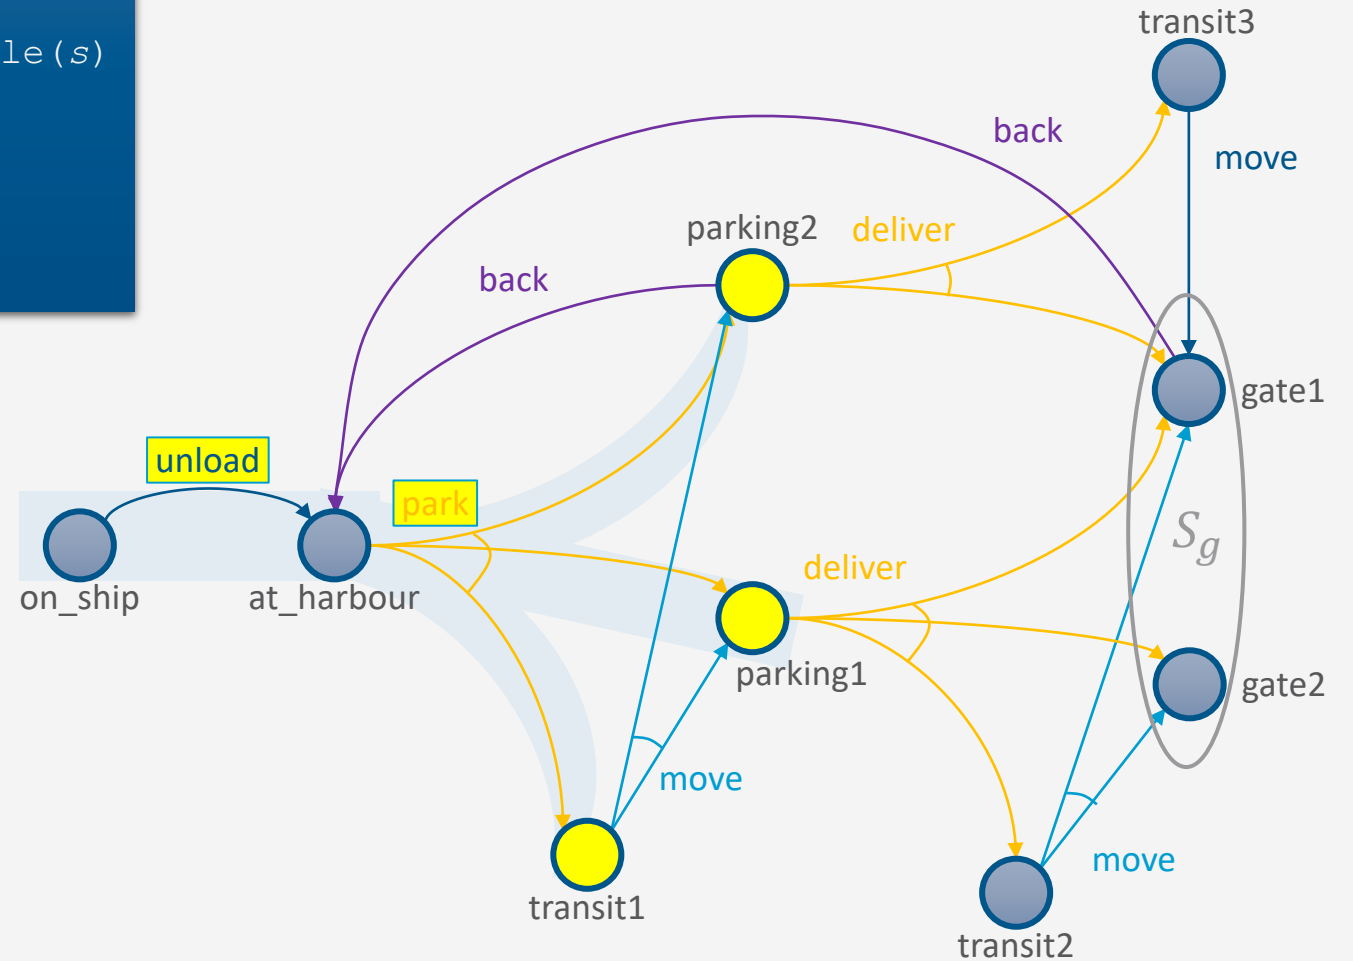 le(s)
transit3
back
move
parking2
deliver
back
gate1
unload
park
S_g
deliver
on_ship
at_harbour
parking1
gate2
move
move
transit1
transit2